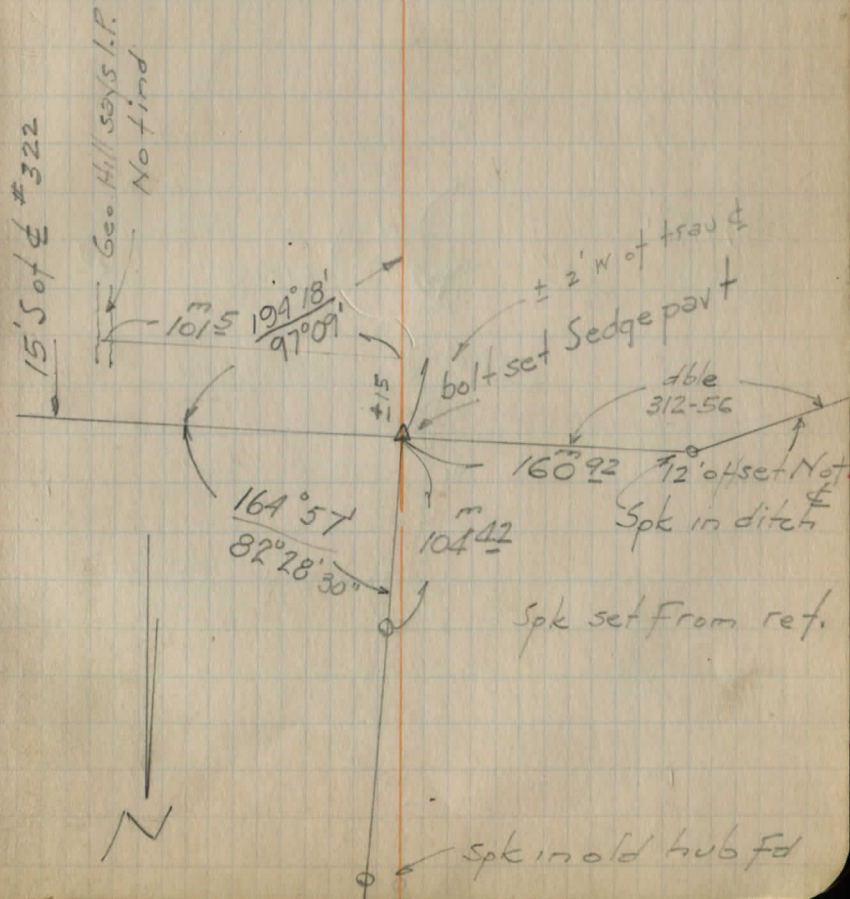 15' S of ℄ #322
Geo Hill says I.P.
No find
m
101 5
194° 18'
97° 09'
± 2' W of trav ℄
bolt set S edge pavt
± 15
dble
312-56
m
160 92
12' offset N of
℄
Spk in ditch
164° 57'
82° 28' 30"
m
104 42
Spk set From ref.
N
Spk in old hub Fd